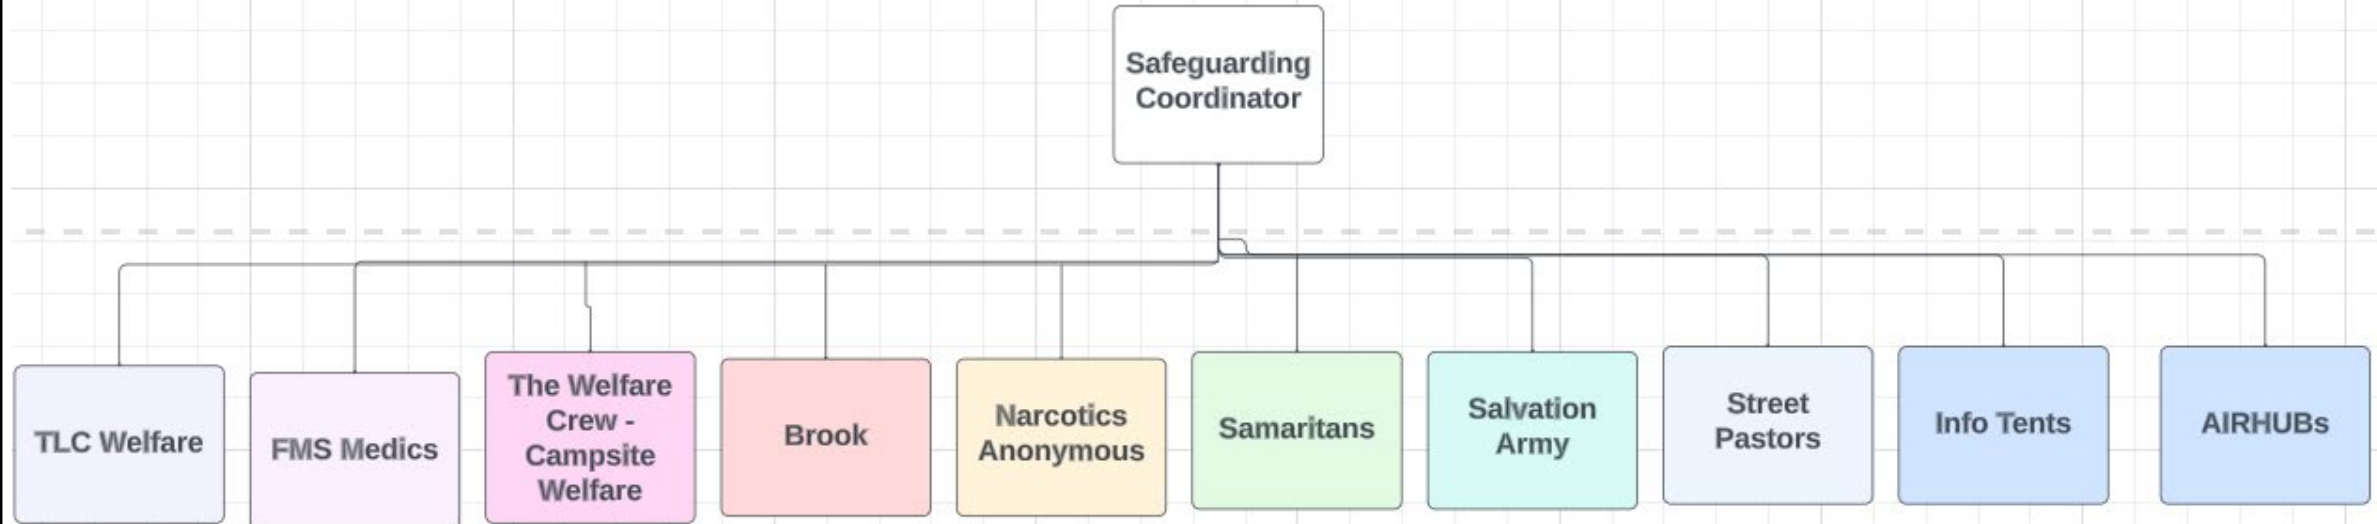 Safeguarding
Coordinator
TLC Welfare
FMS Medics
The Welfare
Crew -
Campsite
Welfare
Brook
Narcotics
Anonymous
Samaritans
Salvation
Army
Street
Pastors
Info Tents
AIRHUBs